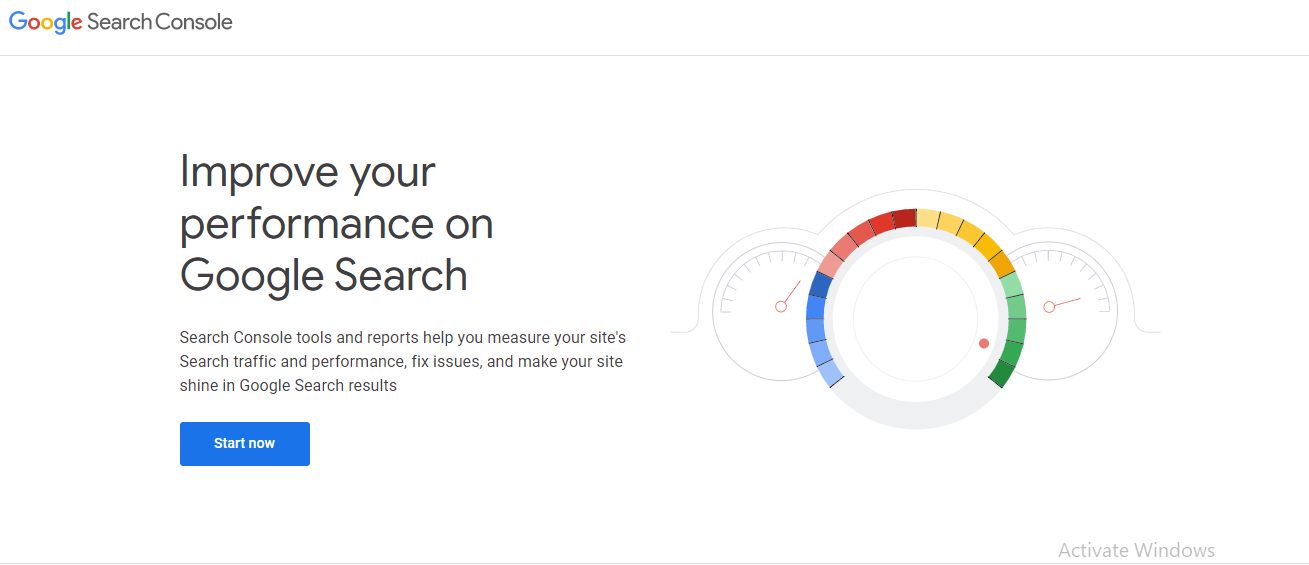 Google Search Console
Improve your
performance on
Google Search
Search Console tools and reports help you measure your site's
Search traffic and performance, fix issues, and make your site
shine in Google Search results
Start now
Activate Windows